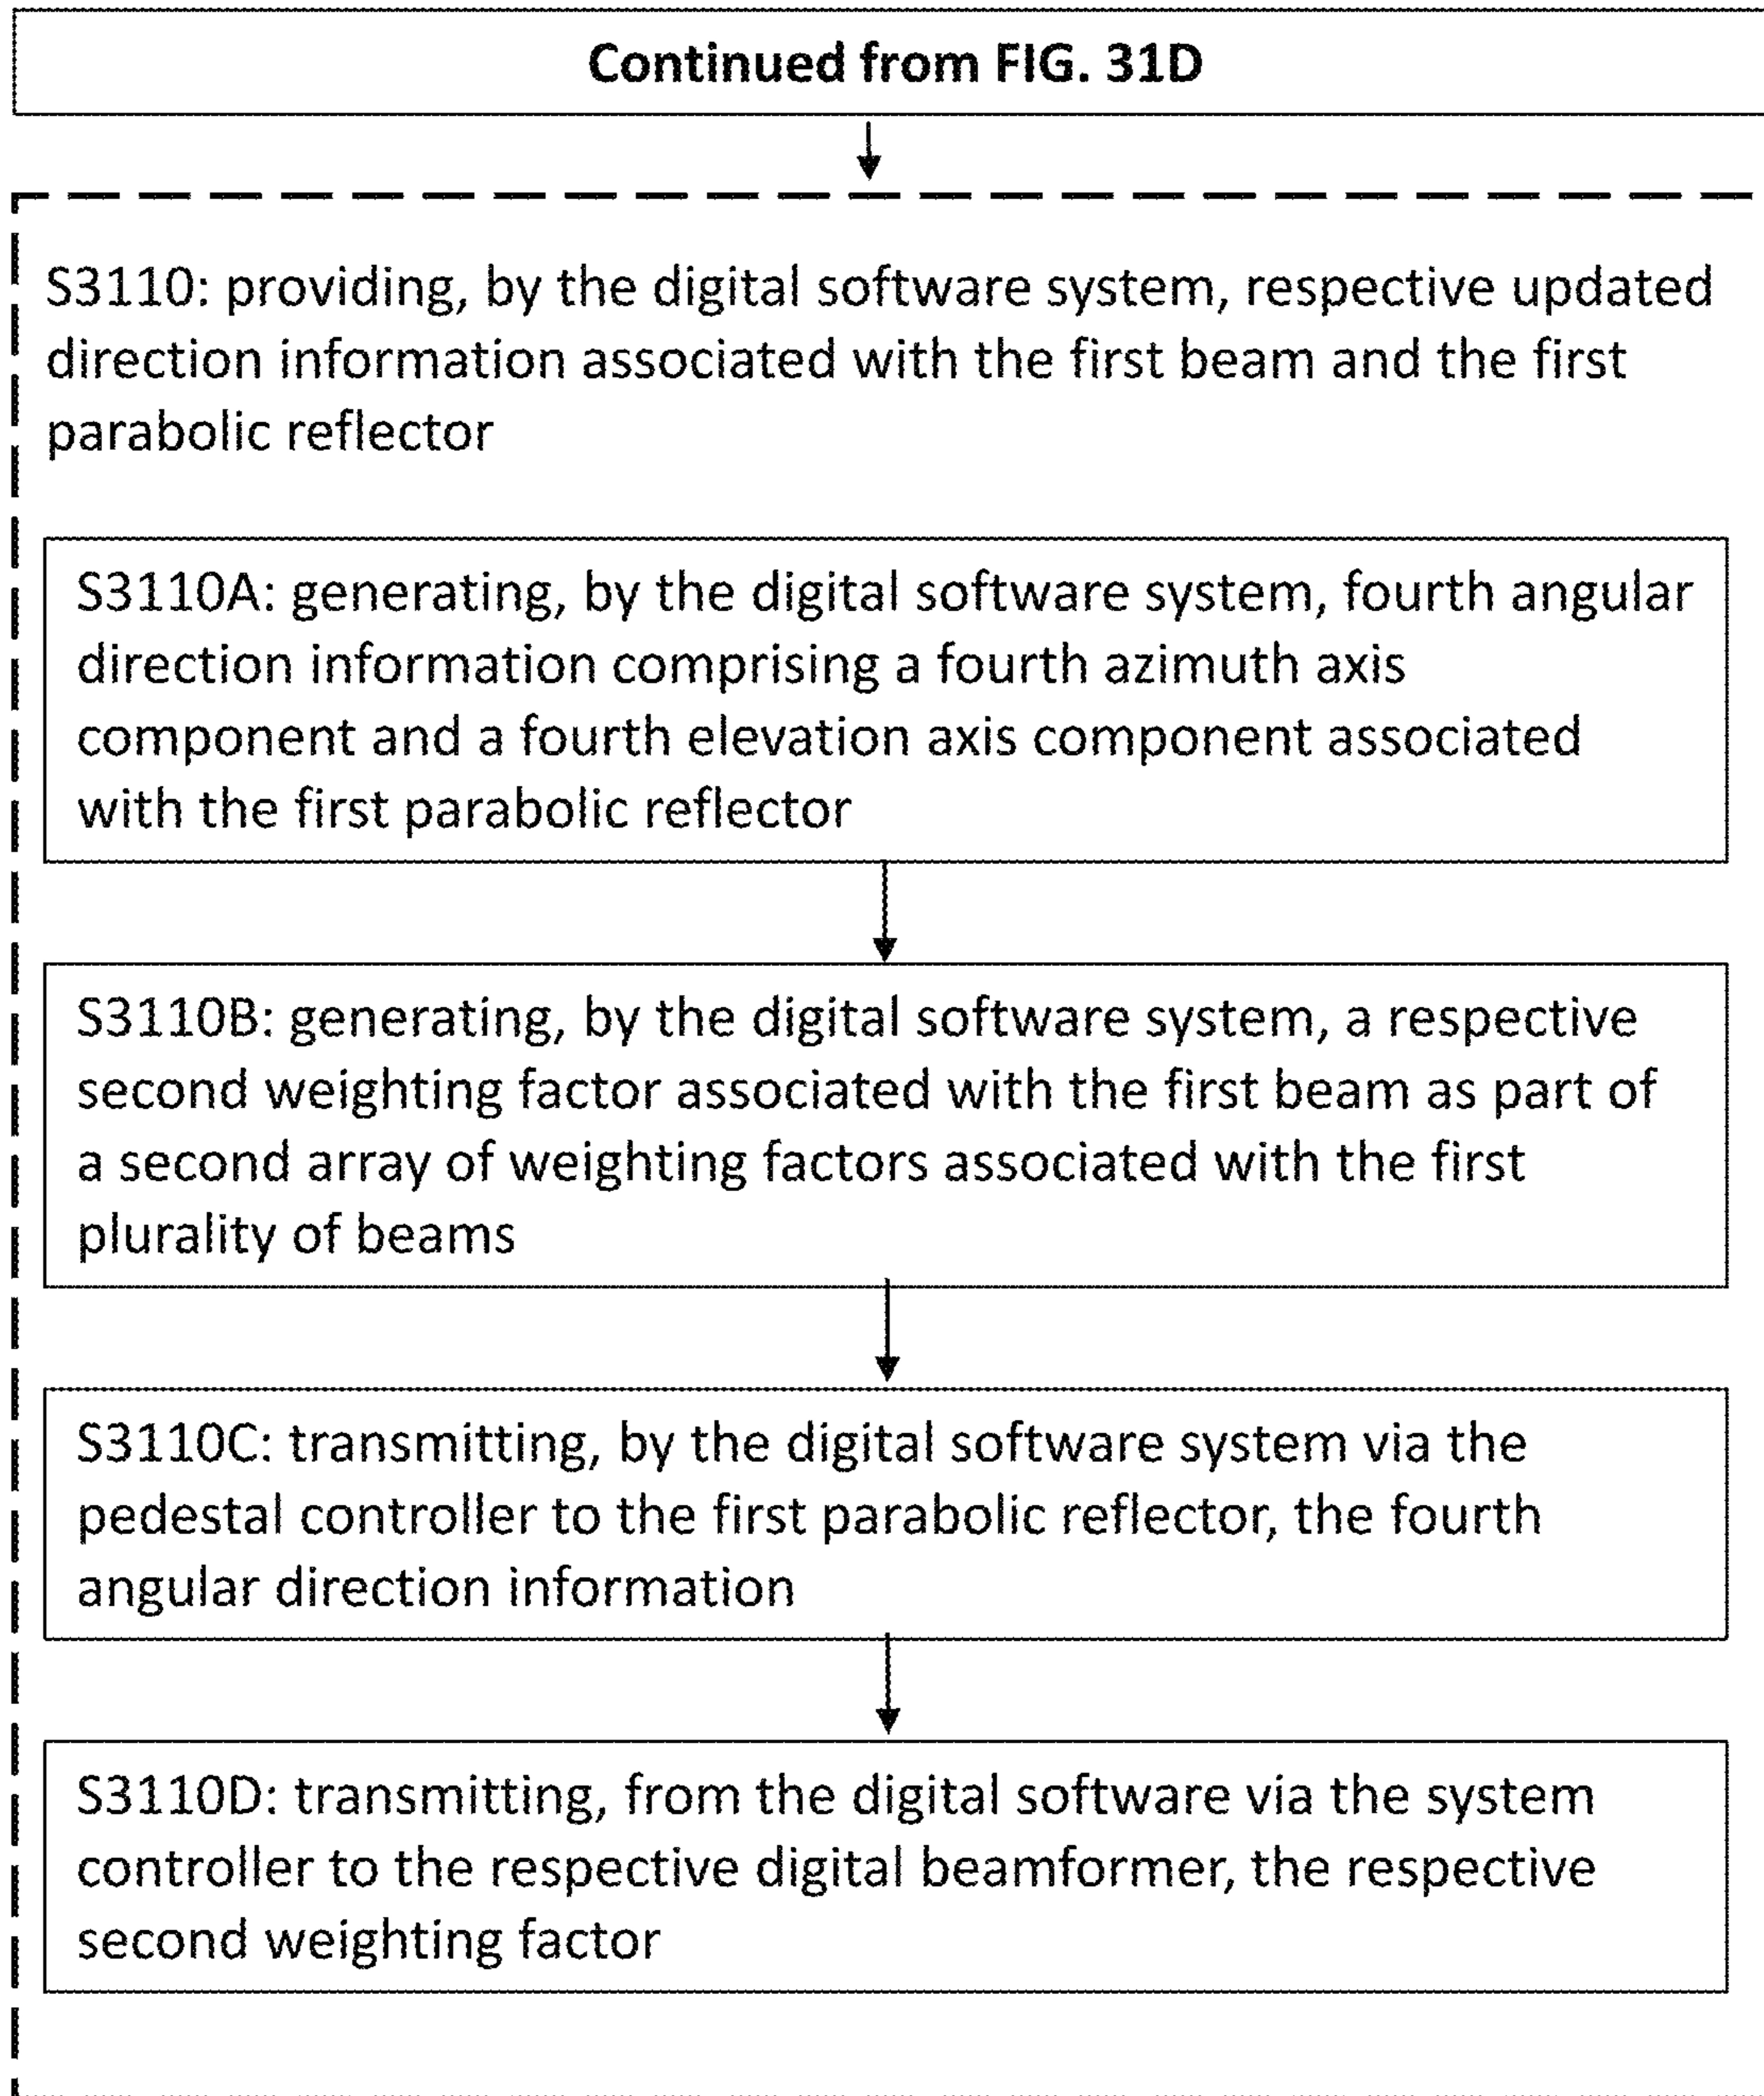 Continued from FIG. 31D
S3110: providing, by the digital software system, respective updated
direction information associated with the first beam and the first
parabolic reflector
S3110A: generating, by the digital software system, fourth angular
direction information comprising a fourth azimuth axis
component and a fourth elevation axis component associated
with the first parabolic reflector
S3110B: generating, by the digital software system, a respective
second weighting factor associated with the first beam as part of
a second array of weighting factors associated with the first
plurality of beams
S3110C: transmitting, by the digital software system via the
pedestal controller to the first parabolic reflector, the fourth
angular direction information
S3110D: transmitting, from the digital software via the system
controller to the respective digital beamformer, the respective
second weighting factor